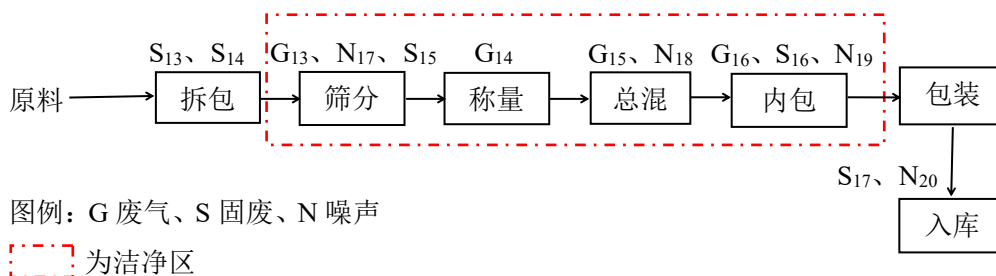 S13、S14
G13、N17、S15
G14
G15、N18
G16、S16、N19
原料
拆包
筛分
称量
总混
内包
包装
S17、N20
入库
图例：G 废气、S 固废、N 噪声
为洁净区